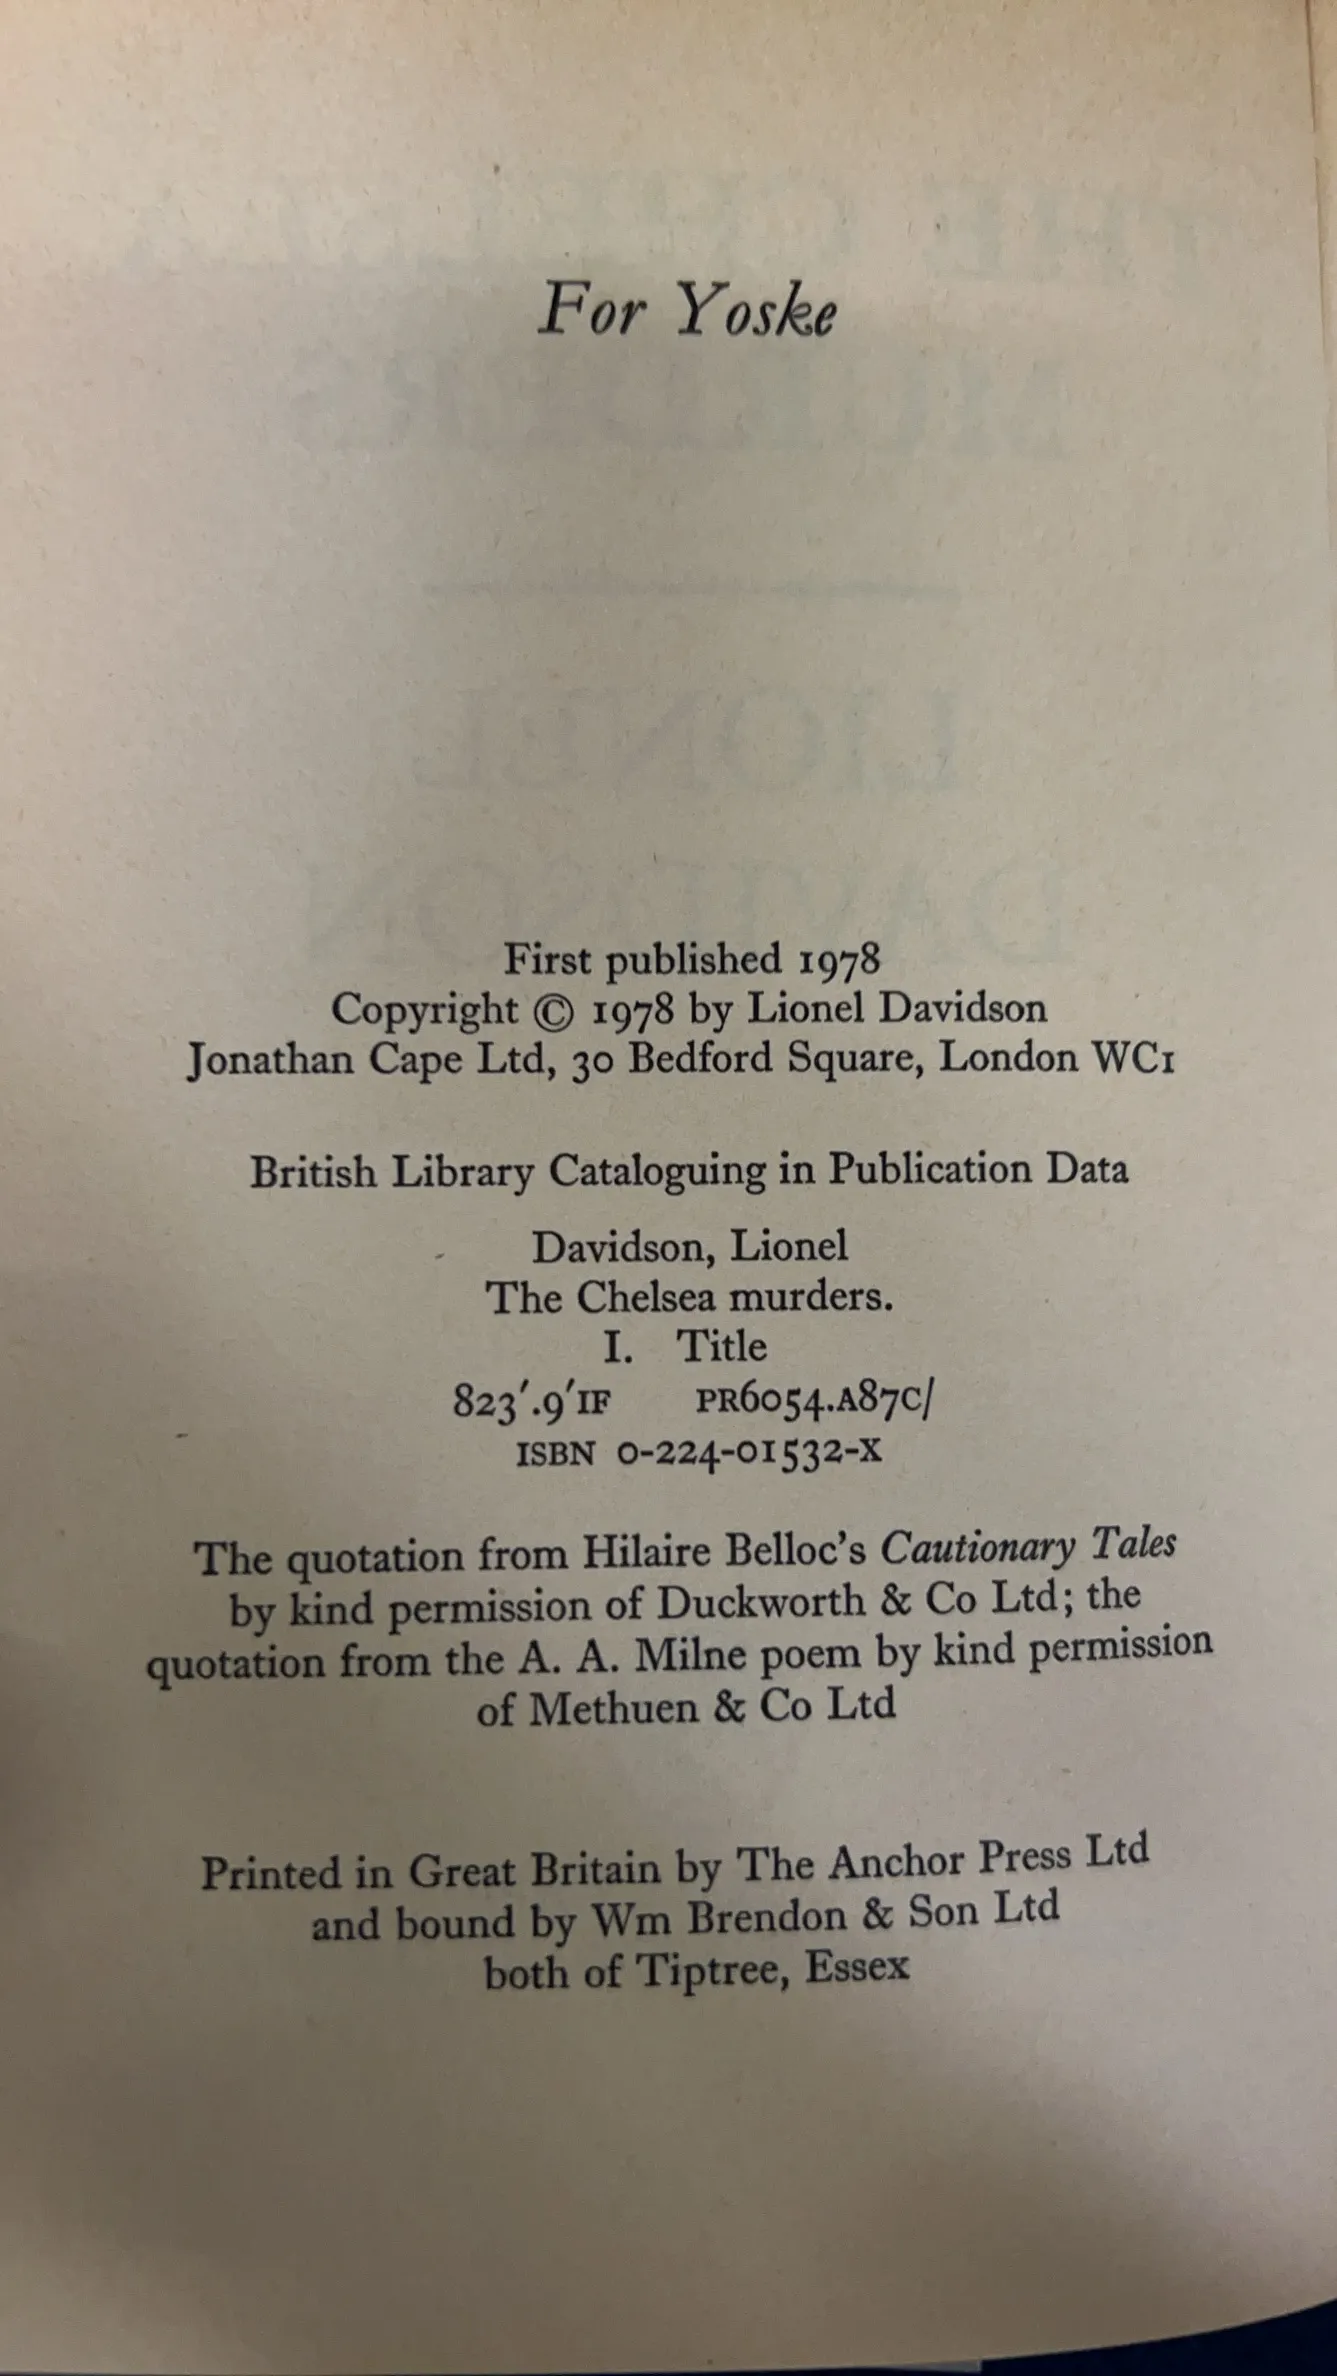 For Yoske
First published 1978
Copyright © 1978 by Lionel Davidson
Jonathan Cape Ltd, 30 Bedford Square, London WC1
British Library Cataloguing in Publication Data
Davidson, Lionel
The Chelsea murders.
I. Title
823'.9'IF PR6054.A87C/
ISBN 0-224-01532-X
The quotation from Hilaire Belloc's Cautionary Tales
by kind permission of Duckworth & Co Ltd; the
quotation from the A. A. Milne poem by kind permission
of Methuen & Co Ltd
Printed in Great Britain by The Anchor Press Ltd
and bound by Wm Brendon & Son Ltd
both of Tiptree, Essex